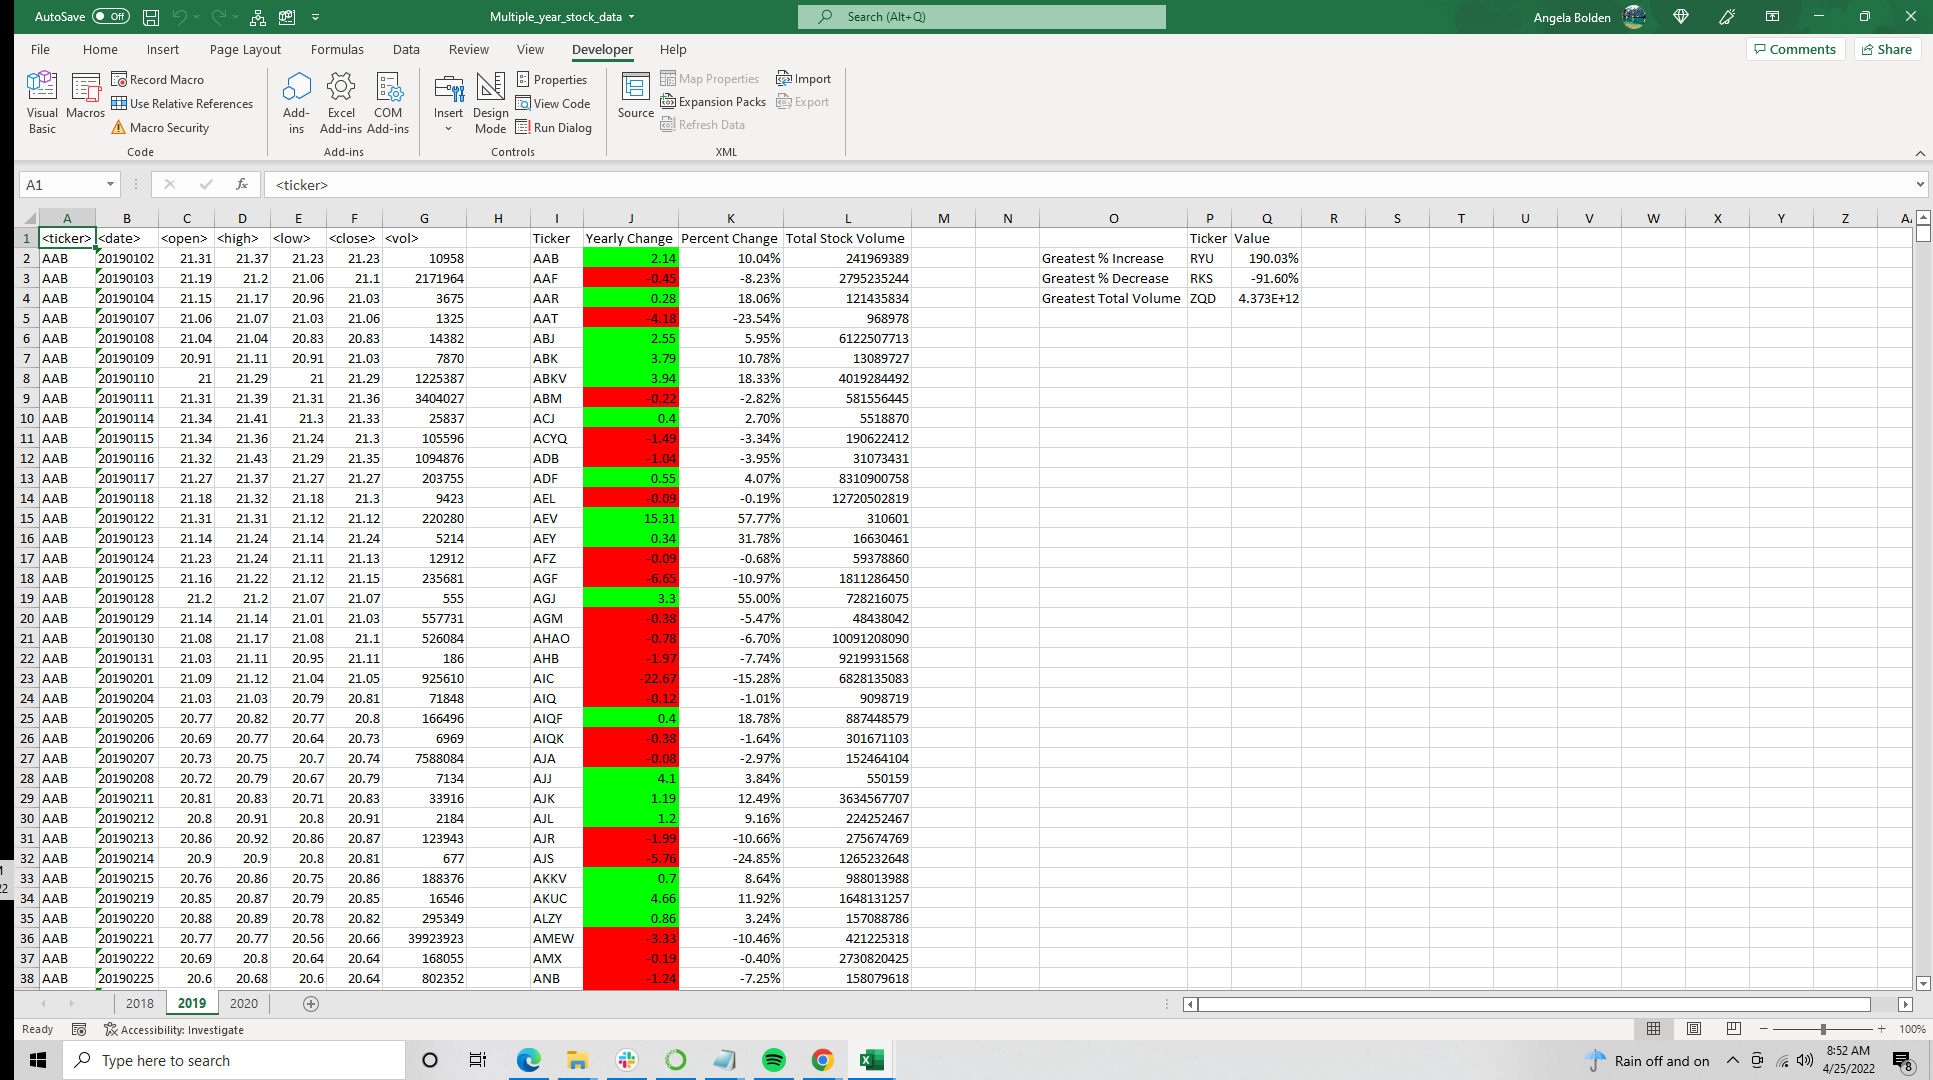 AutoSave Off Multiple_year_stock_data Search (Alt+Q) Angela Bolden
File Home Insert Page Layout Formulas Data Review View Developer Help Comments Share
Visual Basic Macros Record Macro Use Relative References Macro Security Code
Add-ins Excel Add-ins COM Add-ins Add-ins
Insert Design Mode Properties View Code Run Dialog Controls
Source Map Properties Expansion Packs Refresh Data Import Export XML
A1 fx <ticker>
A B C D E F G H I J K L M N O P Q R S T U V W X Y Z
1 <ticker> <date> <open> <high> <low> <close> <vol> Ticker Yearly Change Percent Change Total Stock Volume Ticker Value
2 AAB 20190102 21.31 21.37 21.23 21.23 10958 AAB 2.14 10.04% 241969389 Greatest % Increase RYU 190.03%
3 AAB 20190103 21.19 21.2 21.06 21.1 2171964 AAF -0.45 -8.23% 2795235244 Greatest % Decrease RKS -91.60%
4 AAB 20190104 21.15 21.17 20.96 21.03 3675 AAR 0.28 18.06% 121435834 Greatest Total Volume ZQD 4.373E+12
5 AAB 20190107 21.06 21.07 21.03 21.06 1325 AAT -4.18 -23.54% 968978
6 AAB 20190108 21.04 21.04 20.83 20.83 14382 ABJ 2.55 5.95% 6122507713
7 AAB 20190109 20.91 21.11 20.91 21.03 7870 ABK 3.79 10.78% 13089727
8 AAB 20190110 21 21.29 21 21.29 1225387 ABKV 3.94 18.33% 4019284492
9 AAB 20190111 21.31 21.39 21.31 21.36 3404027 ABM -0.22 -2.82% 581556445
10 AAB 20190114 21.34 21.41 21.3 21.33 25837 ACJ 0.4 2.70% 5518870
11 AAB 20190115 21.34 21.36 21.24 21.3 105596 ACYQ -1.49 -3.34% 190622412
12 AAB 20190116 21.32 21.43 21.29 21.35 1094876 ADB -1.04 -3.95% 31073431
13 AAB 20190117 21.27 21.37 21.27 21.27 203755 ADF 0.55 4.07% 8310900758
14 AAB 20190118 21.18 21.32 21.18 21.3 9423 AEL -0.09 -0.19% 12720502819
15 AAB 20190122 21.31 21.31 21.12 21.12 220280 AEV 15.31 57.77% 310601
16 AAB 20190123 21.14 21.24 21.14 21.24 5214 AEY 0.34 31.78% 16630461
17 AAB 20190124 21.23 21.24 21.11 21.13 12912 AFZ -0.09 -0.68% 59378860
18 AAB 20190125 21.16 21.22 21.12 21.15 235681 AGF -6.65 -10.97% 1811286450
19 AAB 20190128 21.2 21.2 21.07 21.07 555 AGJ 3.3 55.00% 728216075
20 AAB 20190129 21.14 21.14 21.01 21.03 557731 AGM -0.38 -5.47% 48438042
21 AAB 20190130 21.08 21.17 21.08 21.1 526084 AHAO -0.78 -6.70% 10091208090
22 AAB 20190131 21.03 21.11 20.95 21.11 186 AHB -1.97 -7.74% 9219931568
23 AAB 20190201 21.09 21.12 21.04 21.05 925610 AIC -22.67 -15.28% 6828135083
24 AAB 20190204 21.03 21.03 20.79 20.81 71848 AIQ -0.12 -1.01% 9098719
25 AAB 20190205 20.77 20.82 20.77 20.8 166496 AIQF 0.4 18.78% 887448579
26 AAB 20190206 20.69 20.77 20.64 20.73 6969 AIQK -0.38 -1.64% 301671103
27 AAB 20190207 20.73 20.75 20.7 20.74 7588084 AJA -0.08 -2.97% 152464104
28 AAB 20190208 20.72 20.79 20.67 20.79 7134 AJJ 4.1 3.84% 550159
29 AAB 20190211 20.81 20.83 20.71 20.83 33916 AJK 1.19 12.49% 3634567707
30 AAB 20190212 20.8 20.91 20.8 20.91 2184 AJL 1.2 9.16% 224252467
31 AAB 20190213 20.86 20.92 20.86 20.87 123943 AJR -1.99 -10.66% 275674769
32 AAB 20190214 20.9 20.9 20.8 20.81 677 AJS -5.76 -24.85% 1265232648
33 AAB 20190215 20.76 20.86 20.75 20.86 188376 AKKV 0.7 8.64% 988013988
34 AAB 20190219 20.85 20.87 20.79 20.85 16546 AKUC 4.66 11.92% 1648131257
35 AAB 20190220 20.88 20.89 20.78 20.82 295349 ALZY 0.86 3.24% 157088786
36 AAB 20190221 20.77 20.77 20.56 20.66 39923923 AMEW -3.33 -10.46% 421225318
37 AAB 20190222 20.69 20.8 20.64 20.64 168055 AMX -0.19 -0.40% 2730820425
38 AAB 20190225 20.6 20.68 20.6 20.64 802352 ANB -1.24 -7.25% 158079618
2018 2019 2020
Ready Accessibility: Investigate 100%
Type here to search Rain off and on 8:52 AM
4/25/2022 8